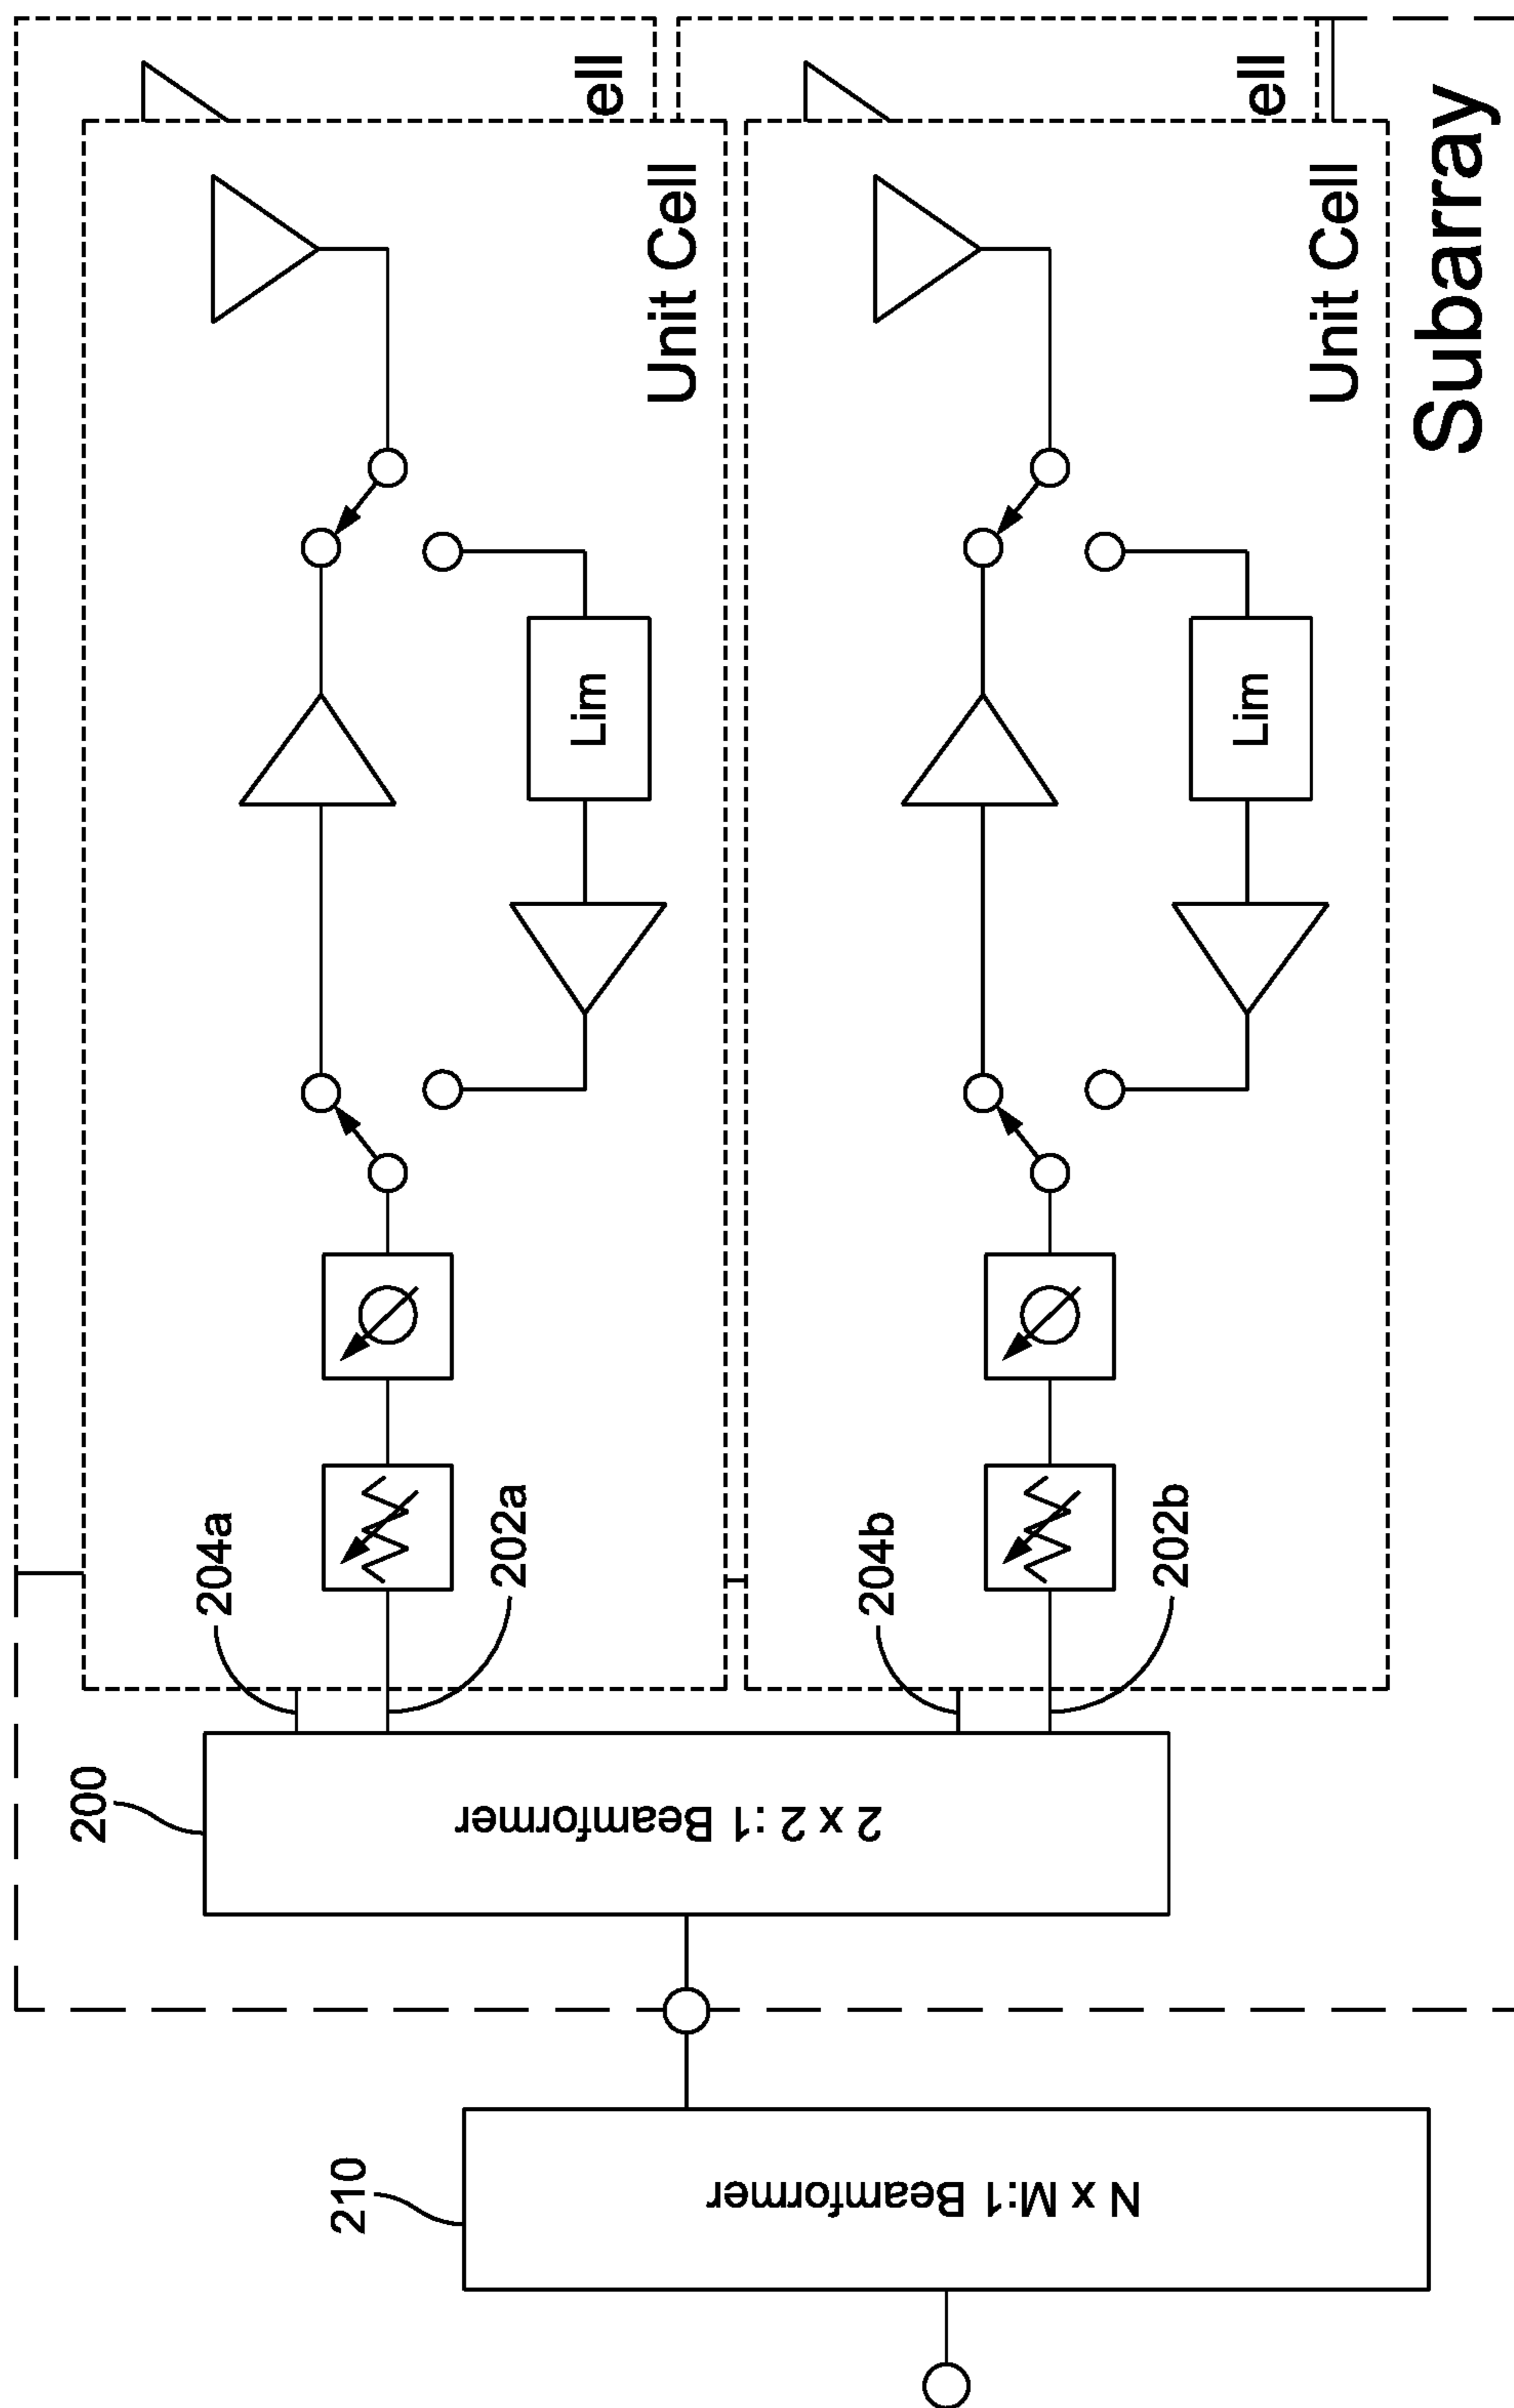 ell
Unit Cell
Lim
204a
202a
ell
Unit Cell
Lim
204b
202b
Subarray
200
2 x 2:1 Beamformer
210
N x M:1 Beamformer